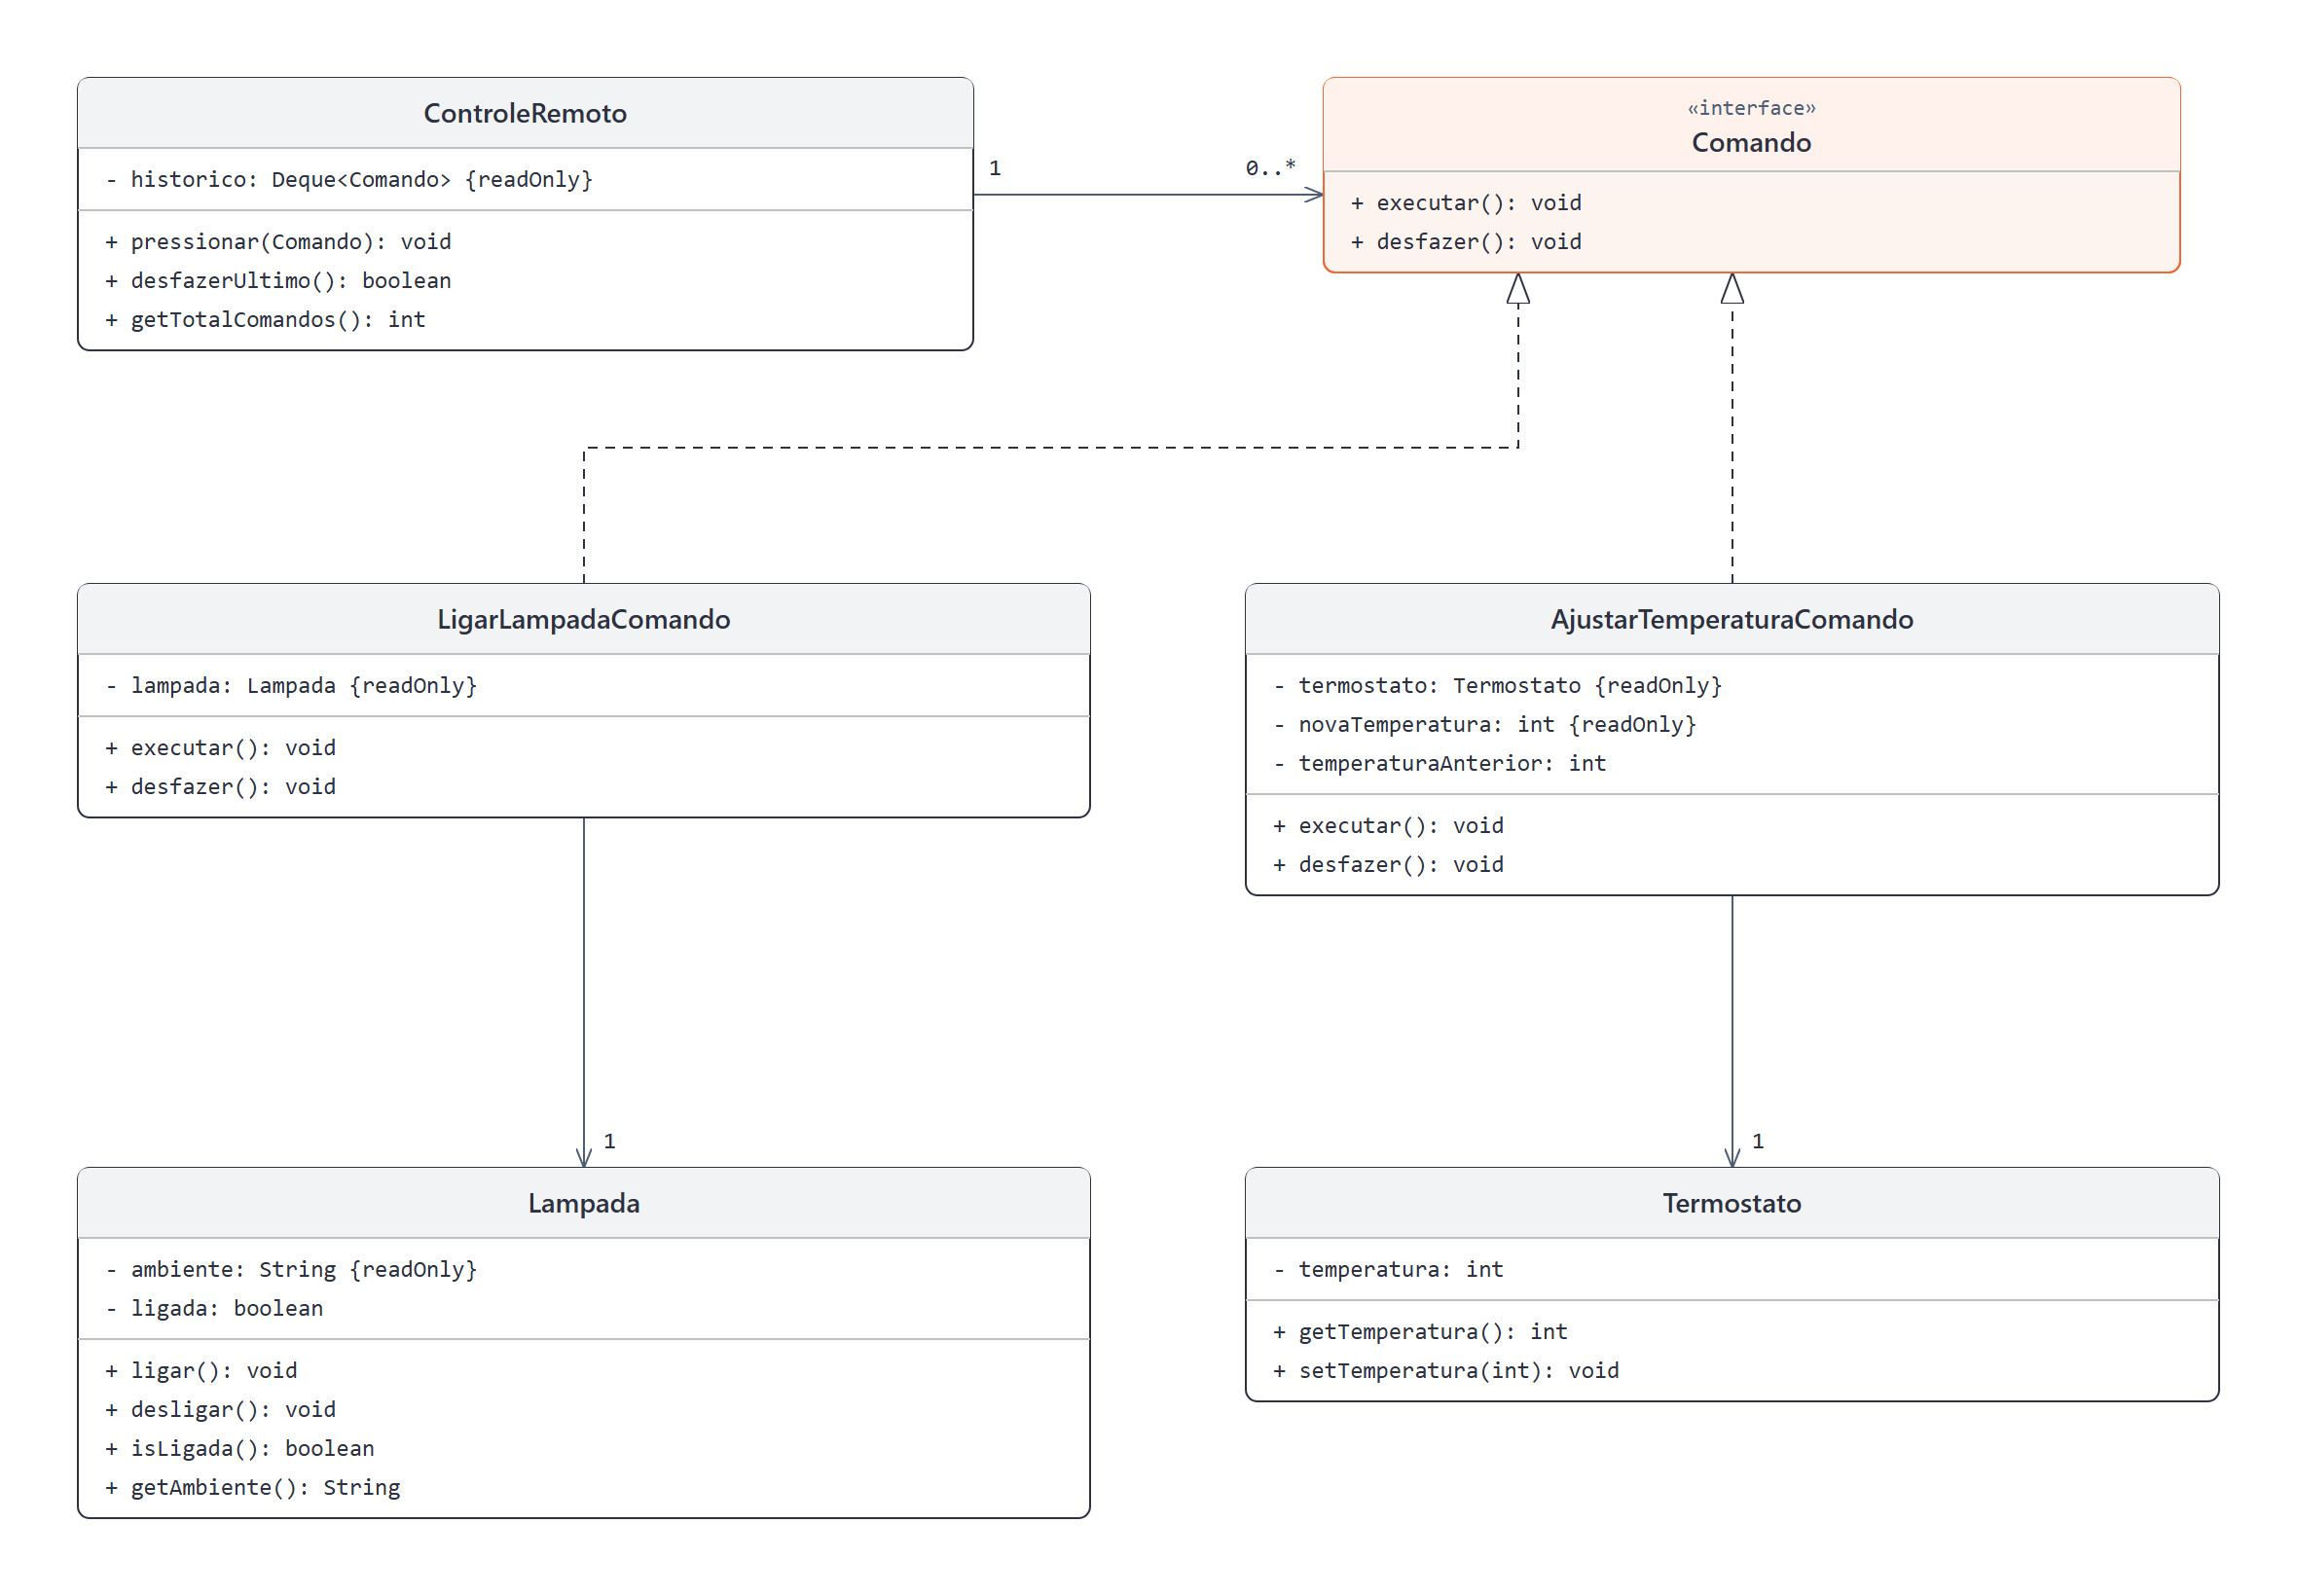 ControleRemoto
- historico: Deque<Comando> {readOnly}
+ pressionar(Comando): void
+ desfazerUltimo(): boolean
+ getTotalComandos(): int
1
0..*
«interface»
Comando
+ executar(): void
+ desfazer(): void
LigarLampadaComando
- lampada: Lampada {readOnly}
+ executar(): void
+ desfazer(): void
AjustarTemperaturaComando
- termostato: Termostato {readOnly}
- novaTemperatura: int {readOnly}
- temperaturaAnterior: int
+ executar(): void
+ desfazer(): void
1
1
Lampada
- ambiente: String {readOnly}
- ligada: boolean
+ ligar(): void
+ desligar(): void
+ isLigada(): boolean
+ getAmbiente(): String
Termostato
- temperatura: int
+ getTemperatura(): int
+ setTemperatura(int): void